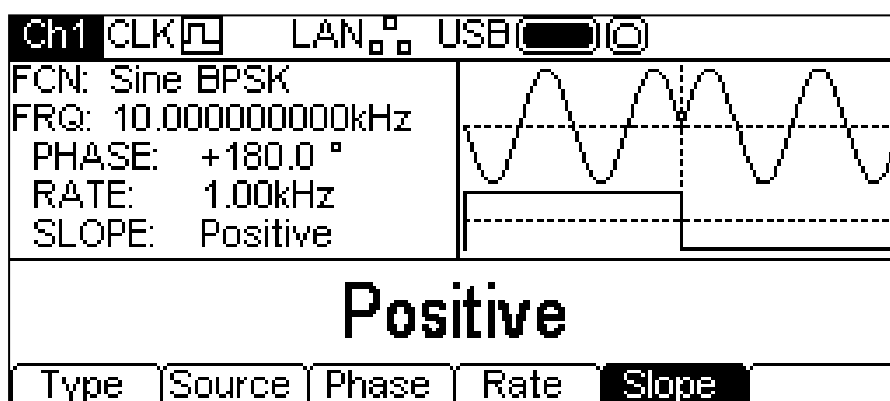 Ch1 CLK LAN USB
FCN: Sine BPSK
FRQ: 10.000000000kHz
PHASE: +180.0 °
RATE: 1.00kHz
SLOPE: Positive
Positive
Type Source Phase Rate Slope